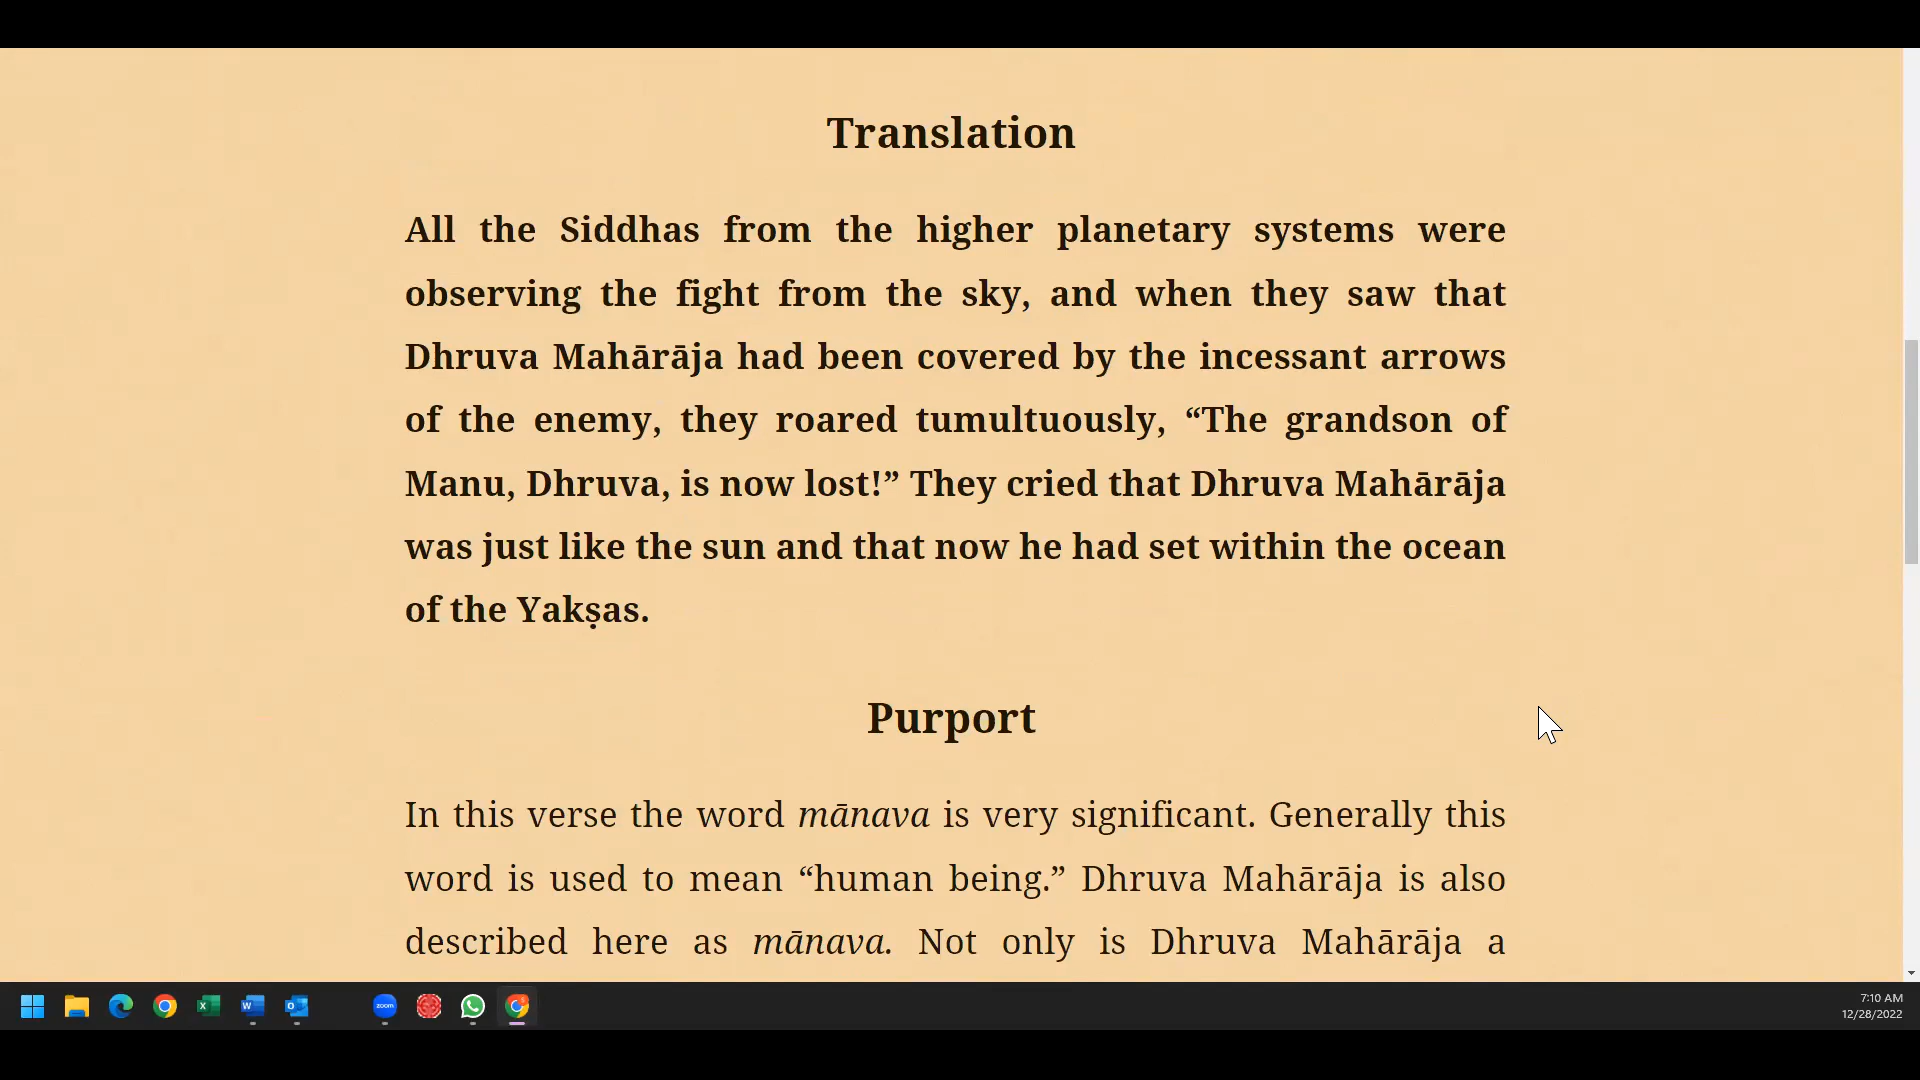 Translation
All the Siddhas from the higher planetary systems were
observing the fight from the sky, and when they saw that
Dhruva Mahārāja had been covered by the incessant arrows
of the enemy, they roared tumultuously, “The grandson of
Manu, Dhruva, is now lost!” They cried that Dhruva Mahārāja
was just like the sun and that now he had set within the ocean
of the Yakṣas.
Purport
In this verse the word mānava is very significant. Generally this
word is used to mean “human being.” Dhruva Mahārāja is also
described here as mānava. Not only is Dhruva Mahārāja a
zoom
7:10 AM
12/28/2022